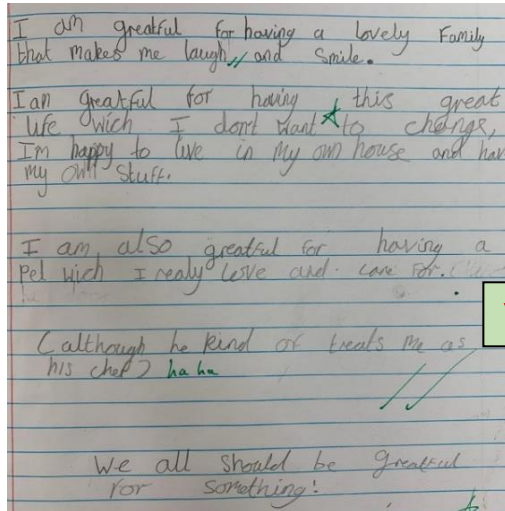 I am greatful for having a lovely Family
that makes me laugh and smile.
I am greatful for having this great
life wich I don't want to change,
I'm happy to live in my own house and hav
my own stuff.
I am also greatful for having a
pet wich I realy love and care for.
(although he kind of treats me as
his chef) ha ha
We all should be greatful
for something!